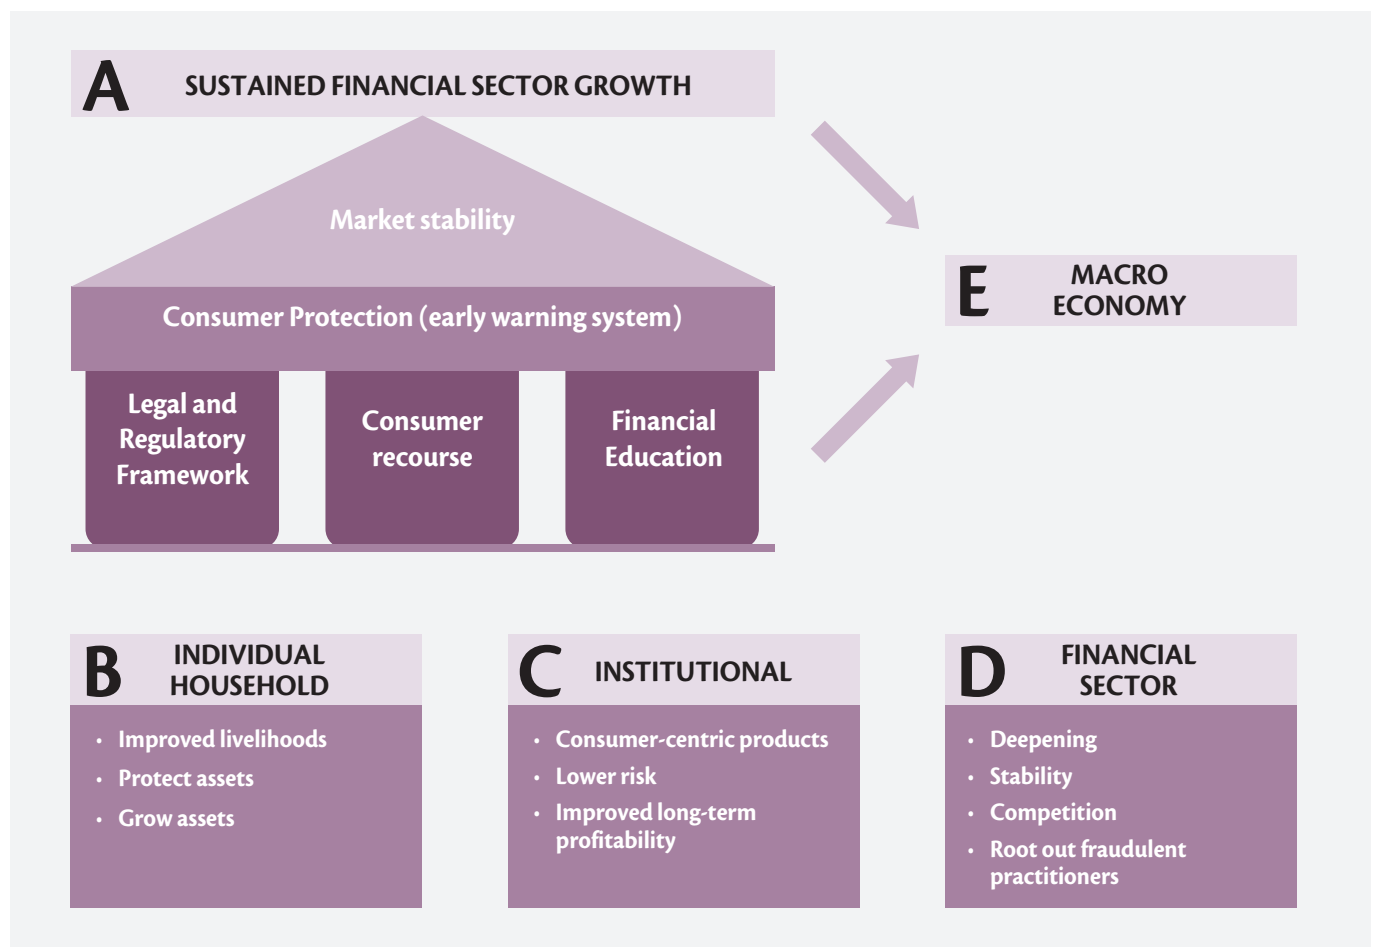 A SUSTAINED FINANCIAL SECTOR GROWTH
Market stability
Consumer Protection (early warning system)
Legal and
Regulatory
Framework
Consumer
recourse
Financial
Education
E MACRO
ECONOMY
B INDIVIDUAL
HOUSEHOLD
• Improved livelihoods
• Protect assets
• Grow assets
C INSTITUTIONAL
• Consumer-centric products
• Lower risk
• Improved long-term
profitability
D FINANCIAL
SECTOR
• Deepening
• Stability
• Competition
• Root out fraudulent
practitioners